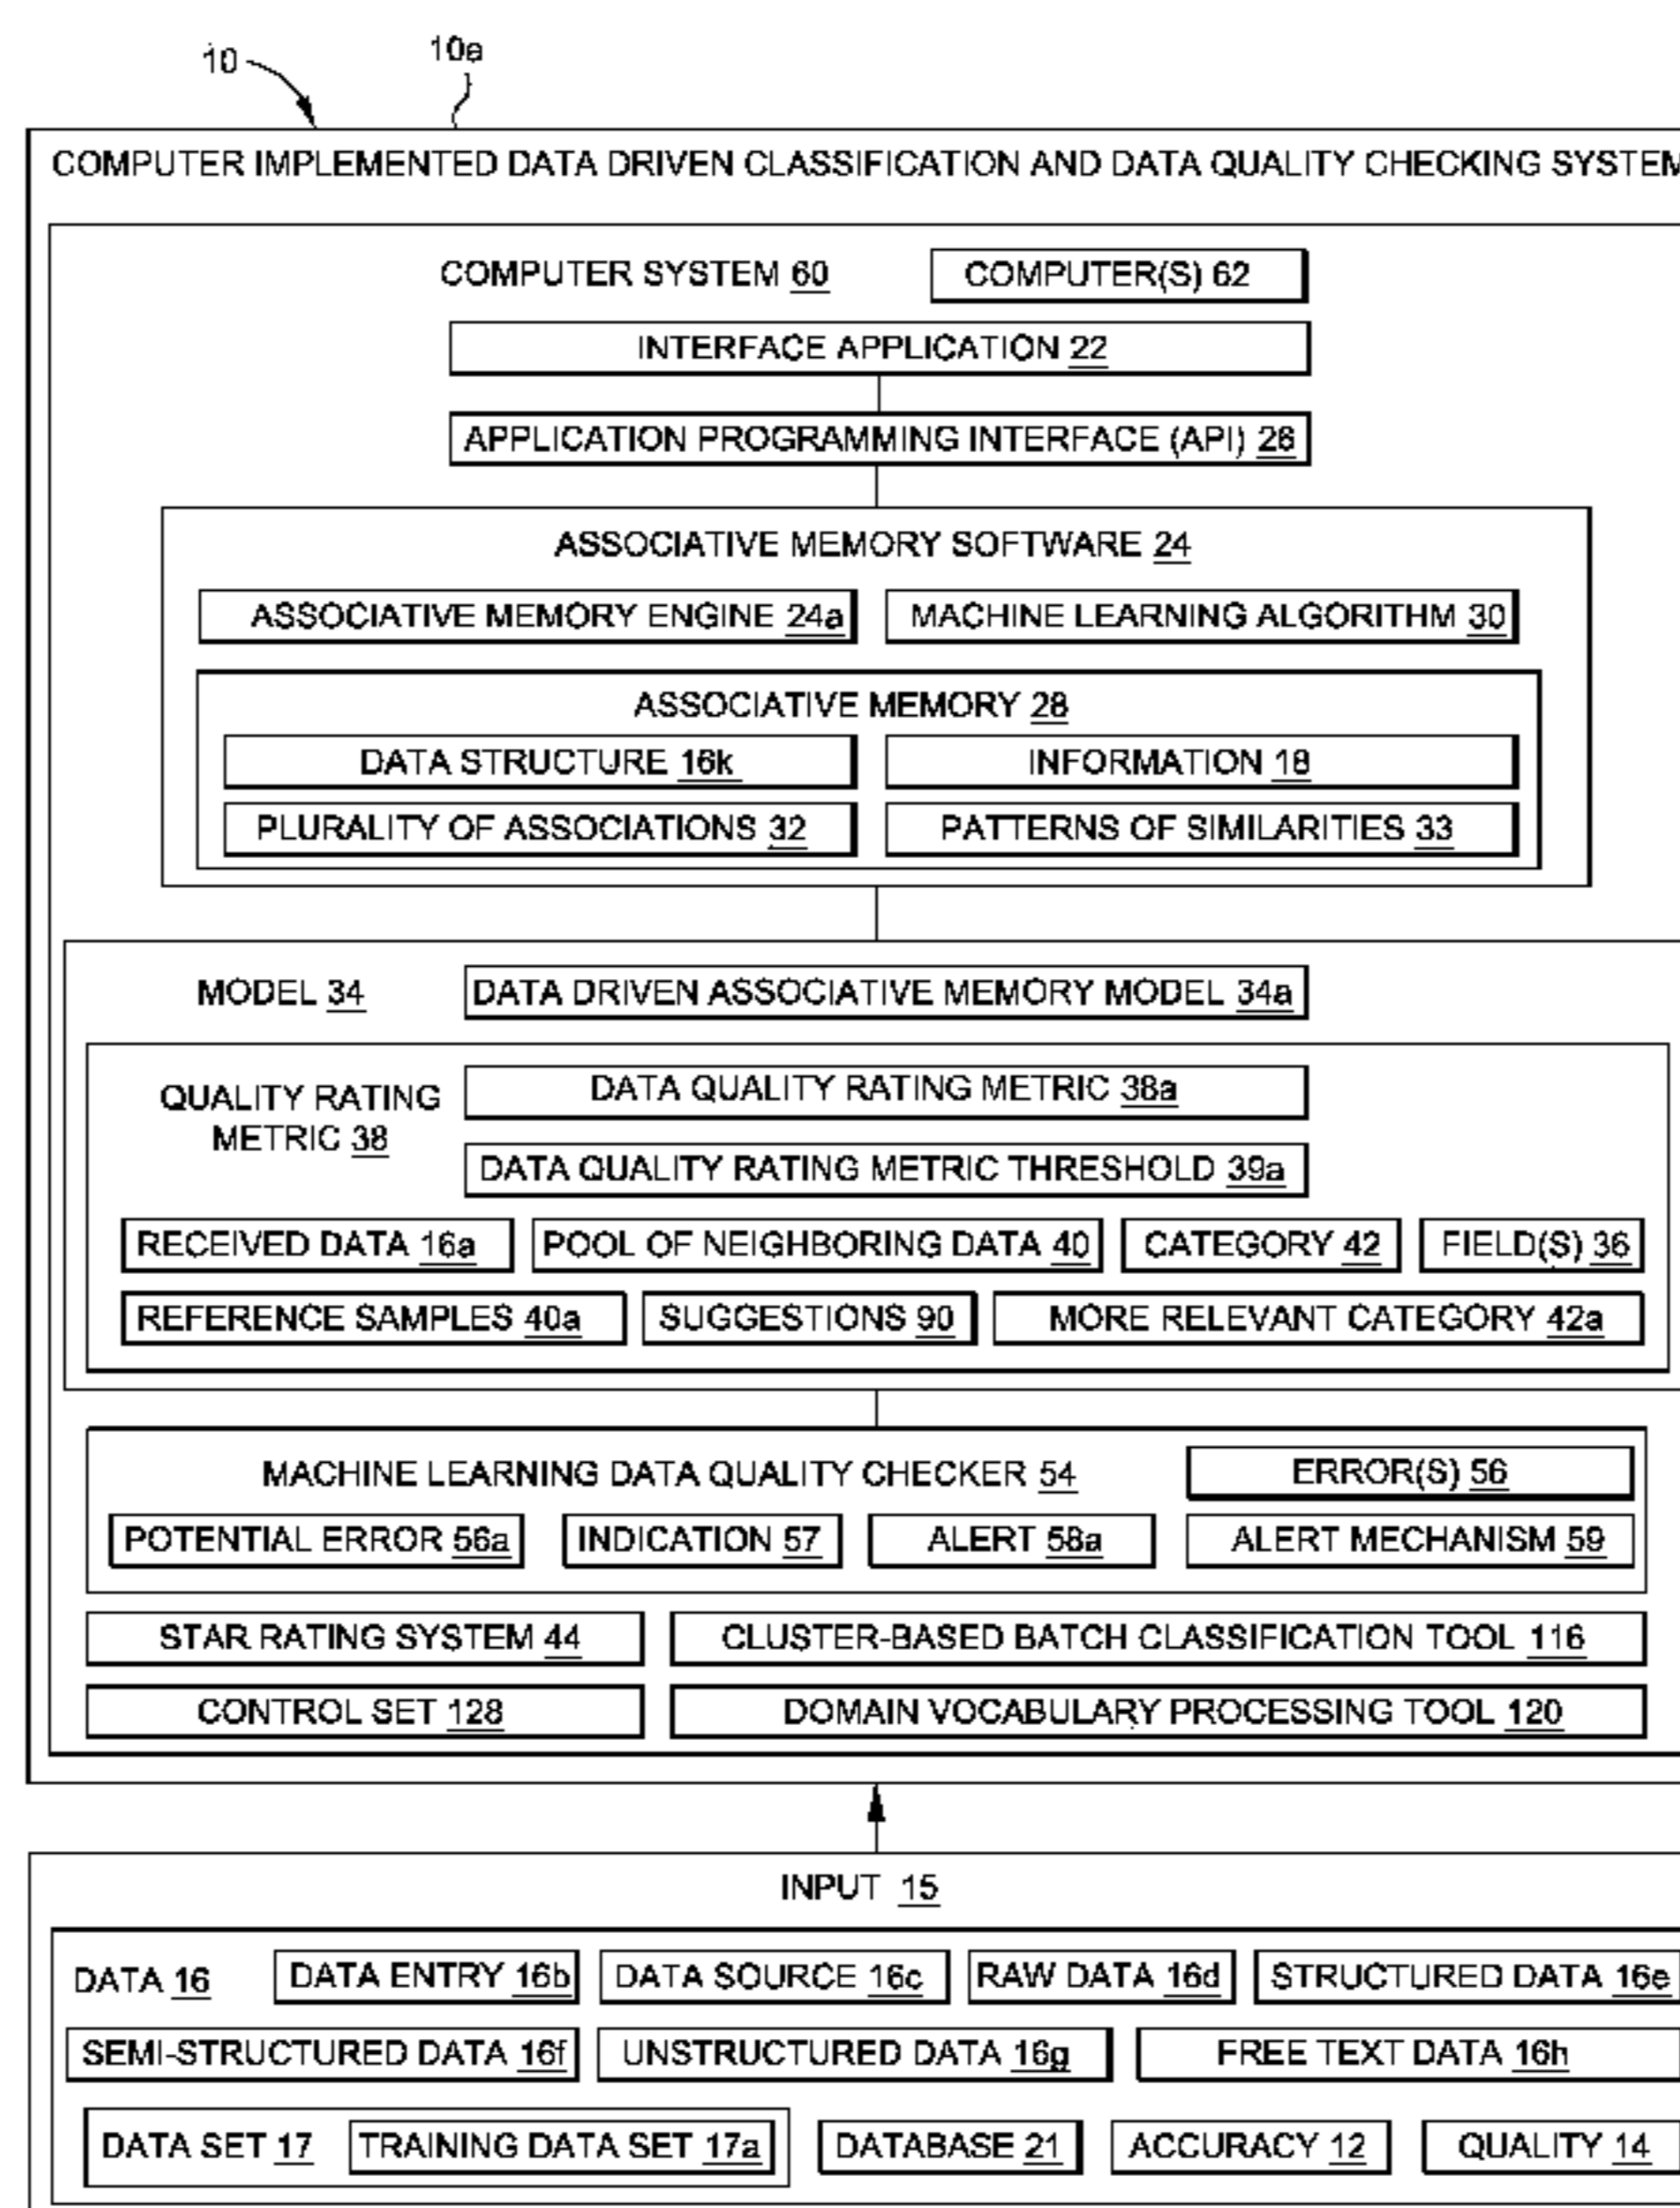 10
10a
COMPUTER IMPLEMENTED DATA DRIVEN CLASSIFICATION AND DATA QUALITY CHECKING SYSTEM
COMPUTER SYSTEM 60
COMPUTER(S) 62
INTERFACE APPLICATION 22
APPLICATION PROGRAMMING INTERFACE (API) 26
ASSOCIATIVE MEMORY SOFTWARE 24
ASSOCIATIVE MEMORY ENGINE 24a
MACHINE LEARNING ALGORITHM 30
ASSOCIATIVE MEMORY 28
DATA STRUCTURE 16k
INFORMATION 18
PLURALITY OF ASSOCIATIONS 32
PATTERNS OF SIMILARITIES 33
MODEL 34
DATA DRIVEN ASSOCIATIVE MEMORY MODEL 34a
QUALITY RATING
METRIC 38
DATA QUALITY RATING METRIC 38a
DATA QUALITY RATING METRIC THRESHOLD 39a
RECEIVED DATA 16a
POOL OF NEIGHBORING DATA 40
CATEGORY 42
FIELD(S) 36
REFERENCE SAMPLES 40a
SUGGESTIONS 90
MORE RELEVANT CATEGORY 42a
MACHINE LEARNING DATA QUALITY CHECKER 54
ERROR(S) 56
POTENTIAL ERROR 56a
INDICATION 57
ALERT 58a
ALERT MECHANISM 59
STAR RATING SYSTEM 44
CLUSTER-BASED BATCH CLASSIFICATION TOOL 116
CONTROL SET 128
DOMAIN VOCABULARY PROCESSING TOOL 120
INPUT 15
DATA 16
DATA ENTRY 16b
DATA SOURCE 16c
RAW DATA 16d
STRUCTURED DATA 16e
SEMI-STRUCTURED DATA 16f
UNSTRUCTURED DATA 16g
FREE TEXT DATA 16h
DATA SET 17
TRAINING DATA SET 17a
DATABASE 21
ACCURACY 12
QUALITY 14